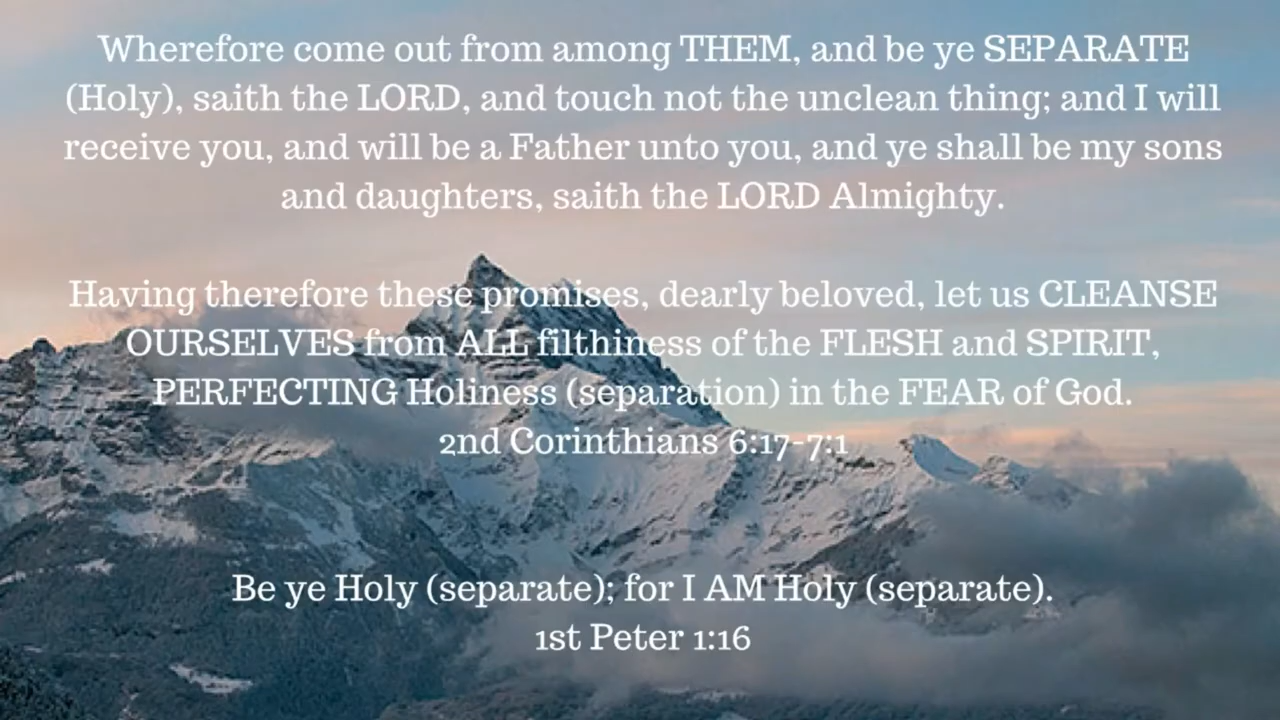 Wherefore come out from among THEM, and be ye SEPARATE
(Holy), saith the LORD, and touch not the unclean thing; and I will
receive you, and will be a Father unto you, and ye shall be my sons
and daughters, saith the LORD Almighty.
Having therefore these promises, dearly beloved, let us CLEANSE
OURSELVES from ALL filthiness of the FLESH and SPIRIT,
PERFECTING Holiness (separation) in the FEAR of God.
2nd Corinthians 6:17-7:1
Be ye Holy (separate); for I AM Holy (separate).
1st Peter 1:16